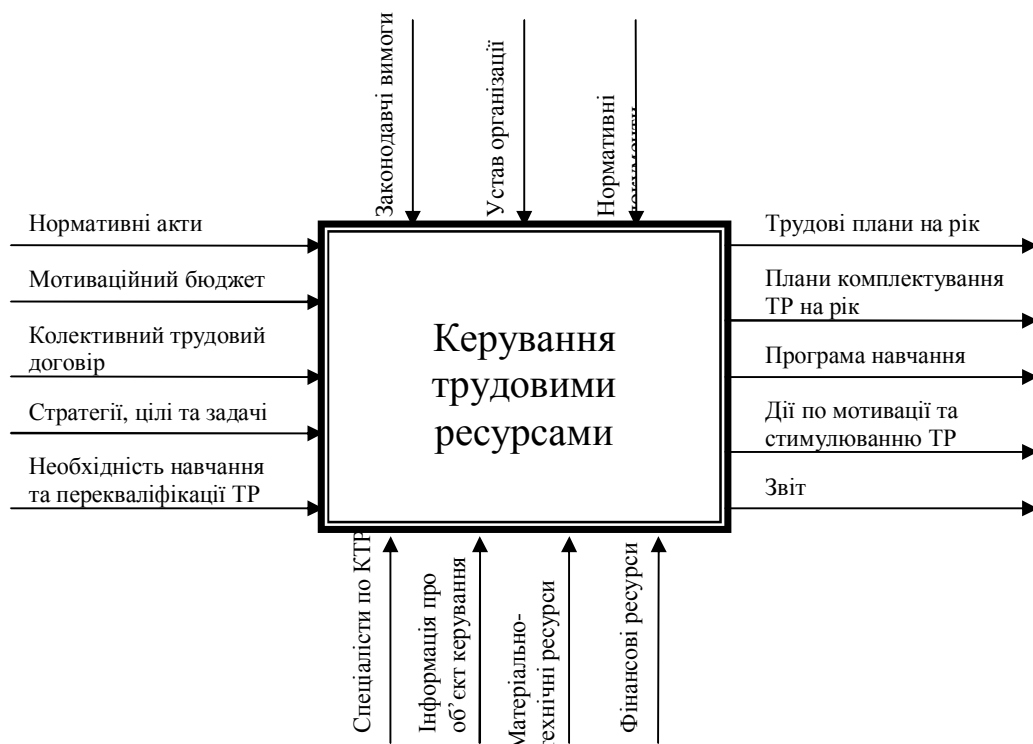 Законодавчі вимоги
Устав організації
Нормативні
документи
Нормативні акти
Мотиваційний бюджет
Колективний трудовий
договір
Стратегії, цілі та задачі
Необхідність навчання
та перекваліфікації ТР
Керування
трудовими
ресурсами
Трудові плани на рік
Плани комплектування
ТР на рік
Програма навчання
Дії по мотивації та
стимулюванню ТР
Звіт
Спеціалісти по КТР
Інформація про
об’єкт керування
Матеріально-
технічні ресурси
Фінансові ресурси